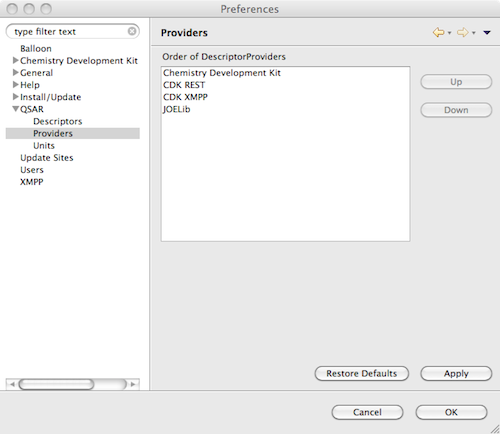 Preferences
type filter text
Balloon
Chemistry Development Kit
General
Help
Install/Update
QSAR
Descriptors
Providers
Units
Update Sites
Users
XMPP
Providers
Order of DescriptorProviders
Chemistry Development Kit
CDK REST
CDK XMPP
JOELib
Up
Down
Restore Defaults
Apply
Cancel
OK